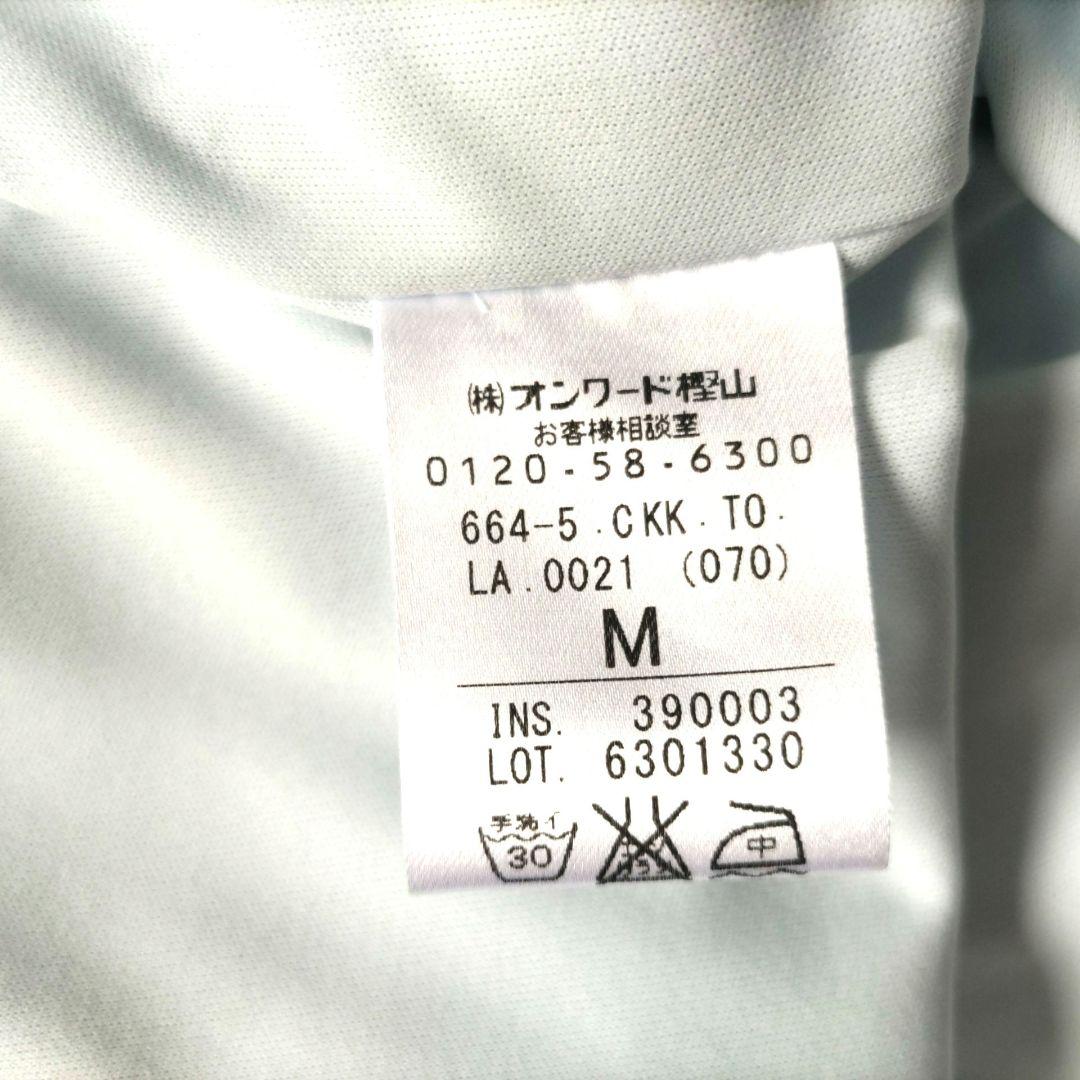 (株)オンワード樫山
お客様相談室
0120-58-6300
664-5.CKK.TO.
LA.0021 (070)
M
INS. 390003
LOT. 6301330
手洗イ
30
中